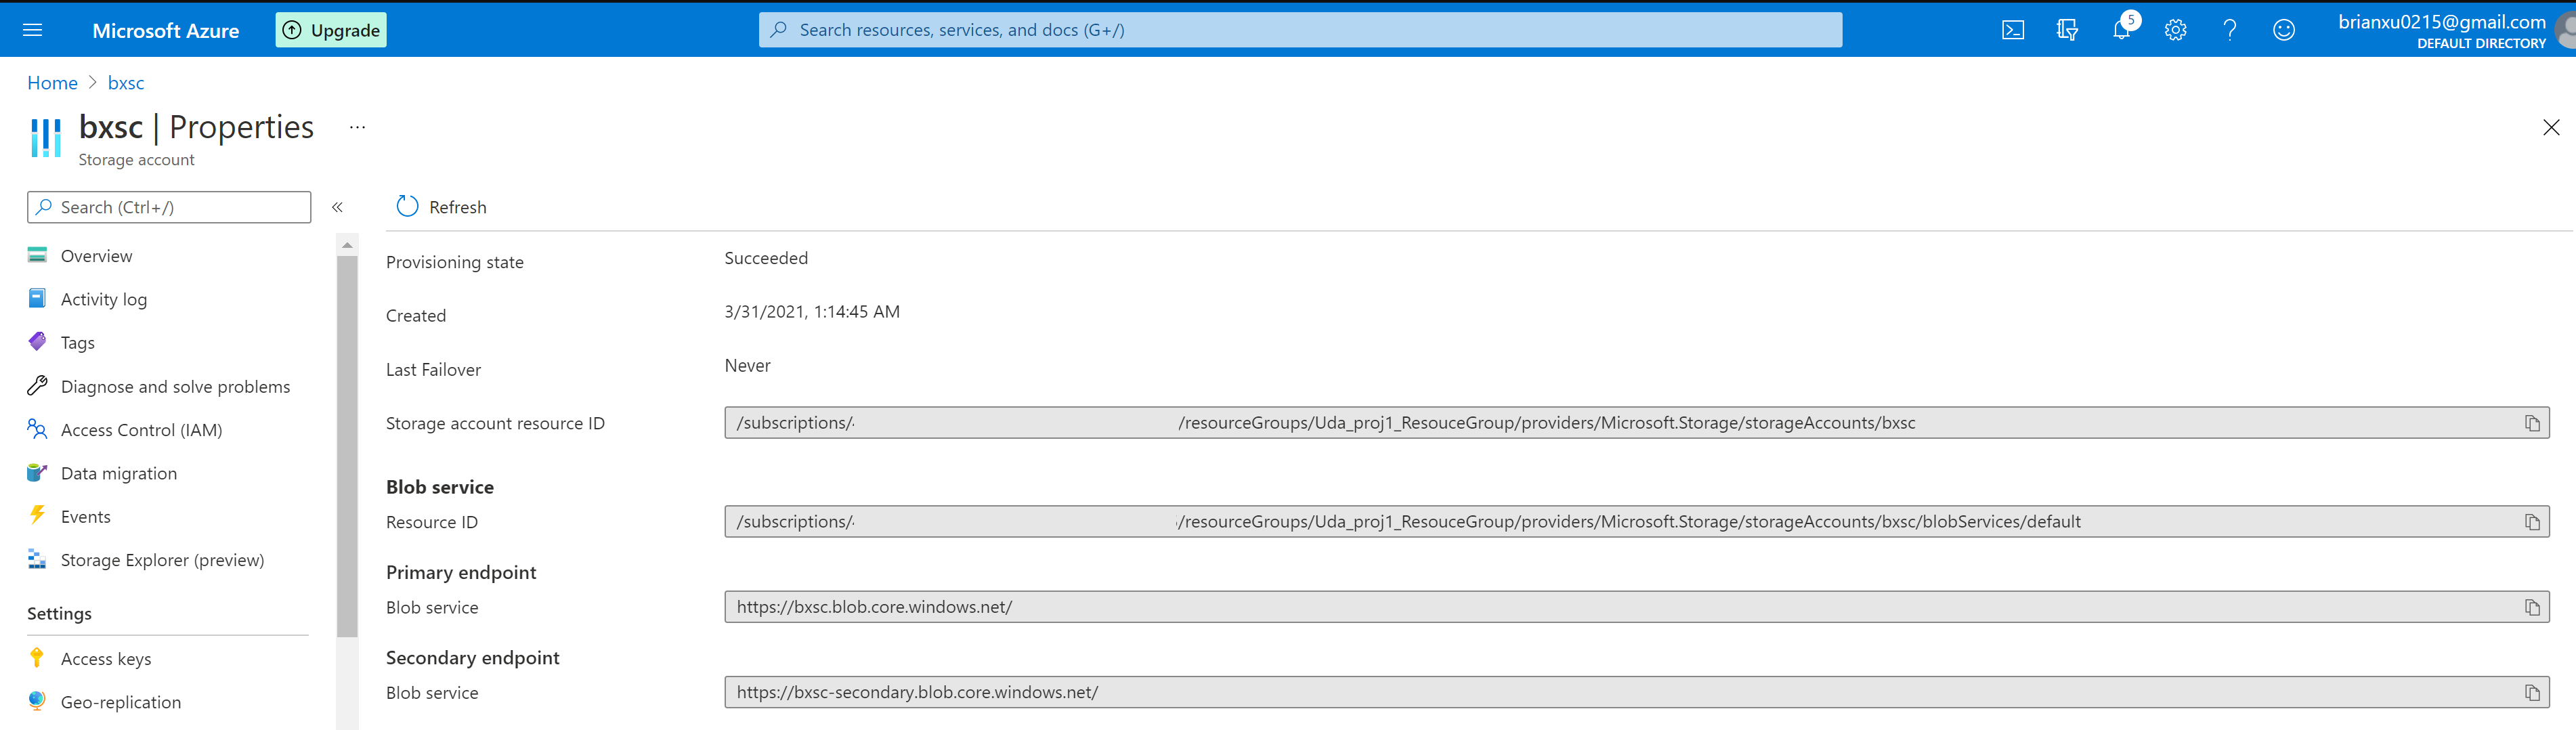 Microsoft Azure
Upgrade
Search resources, services, and docs (G+/)
5
brianxu0215@gmail.com
DEFAULT DIRECTORY
Home > bxsc
bxsc | Properties ...
Storage account
Search (Ctrl+/)
«
Overview
Activity log
Tags
Diagnose and solve problems
Access Control (IAM)
Data migration
Events
Storage Explorer (preview)
Settings
Access keys
Geo-replication
Refresh
Provisioning state Succeeded
Created 3/31/2021, 1:14:45 AM
Last Failover Never
Storage account resource ID /subscriptions/ /resourceGroups/Uda_proj1_ResouceGroup/providers/Microsoft.Storage/storageAccounts/bxsc
Blob service
Resource ID /subscriptions/ /resourceGroups/Uda_proj1_ResouceGroup/providers/Microsoft.Storage/storageAccounts/bxsc/blobServices/default
Primary endpoint
Blob service https://bxsc.blob.core.windows.net/
Secondary endpoint
Blob service https://bxsc-secondary.blob.core.windows.net/